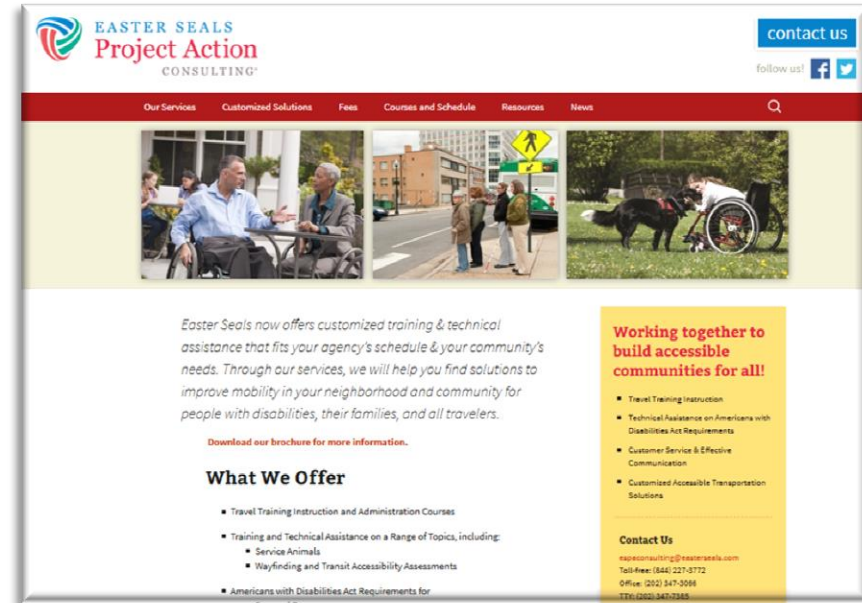 EASTER SEALS
Project Action
CONSULTING
contact us
follow us!
Our Services Customized Solutions Fees Courses and Schedule Resources News
Easter Seals now offers customized training & technical
assistance that fits your agency's schedule & your community's
needs. Through our services, we will help you find solutions to
improve mobility in your neighborhood and community for
people with disabilities, their families, and all travelers.
Download our brochure for more information.
What We Offer
Travel Training Instruction and Administration Courses
Training and Technical Assistance on a Range of Topics, including:
Service Animals
Wayfinding and Transit Accessibility Assessments
Americans with Disabilities Act Requirements for
Working together to
build accessible
communities for all!
Travel Training Instruction
Technical Assistance on Americans with
Disabilities Act Requirements
Customer Service & Effective
Communication
Customized Accessible Transportation
Solutions
Contact Us
eapaconsulting@easterseals.com
Toll-free: (844) 227-3772
Office: (202) 347-3066
TTY: (202) 347-7385